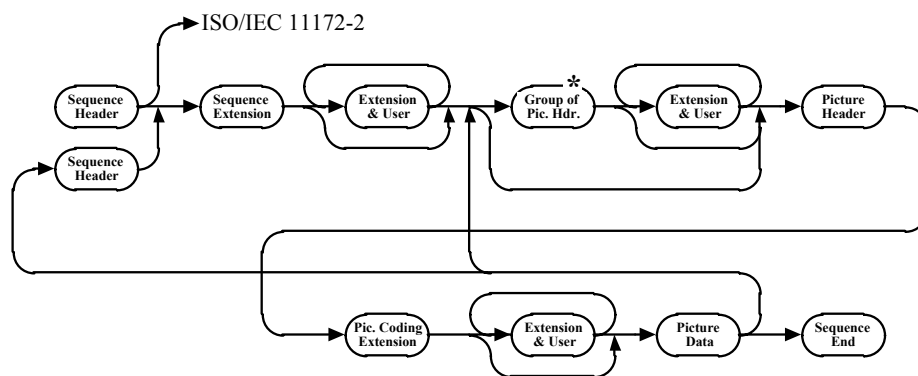 ISO/IEC 11172-2
Sequence
Header
Sequence
Extension
Extension
& User
*
Group of
Pic. Hdr.
Extension
& User
Picture
Header
Sequence
Header
Pic. Coding
Extension
Extension
& User
Picture
Data
Sequence
End